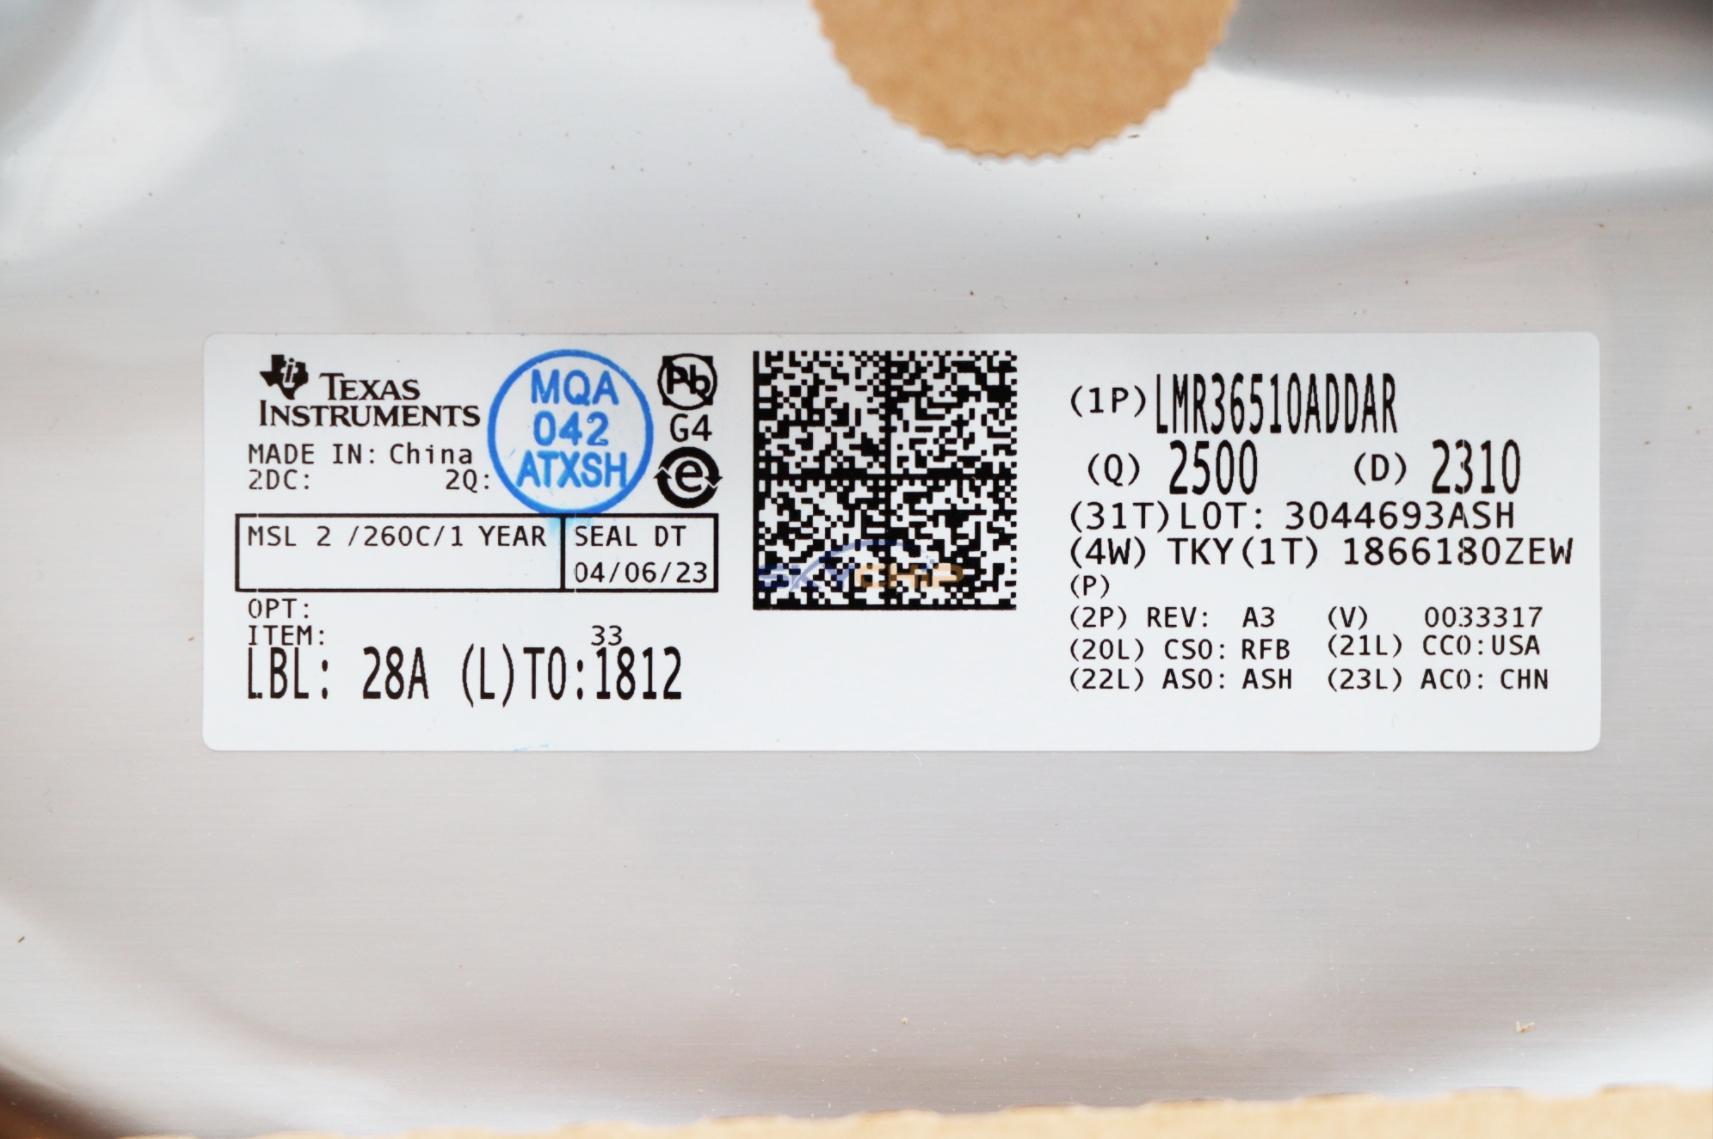 TEXAS
INSTRUMENTS
MADE IN: China
2DC: 2Q:
MQA
042
ATXSH
Pb
G4
e
MSL 2 /260C/1 YEAR
SEAL DT
04/06/23
OPT:
ITEM: 33
LBL: 28A (L)TO:1812
SKYCHIP
(1P) LMR36510ADDAR
(Q) 2500 (D) 2310
(31T)LOT: 3044693ASH
(4W) TKY(1T) 1866180ZEW
(P)
(2P) REV: A3 (V) 0033317
(20L) CSO: RFB (21L) CCO:USA
(22L) ASO: ASH (23L) ACO: CHN